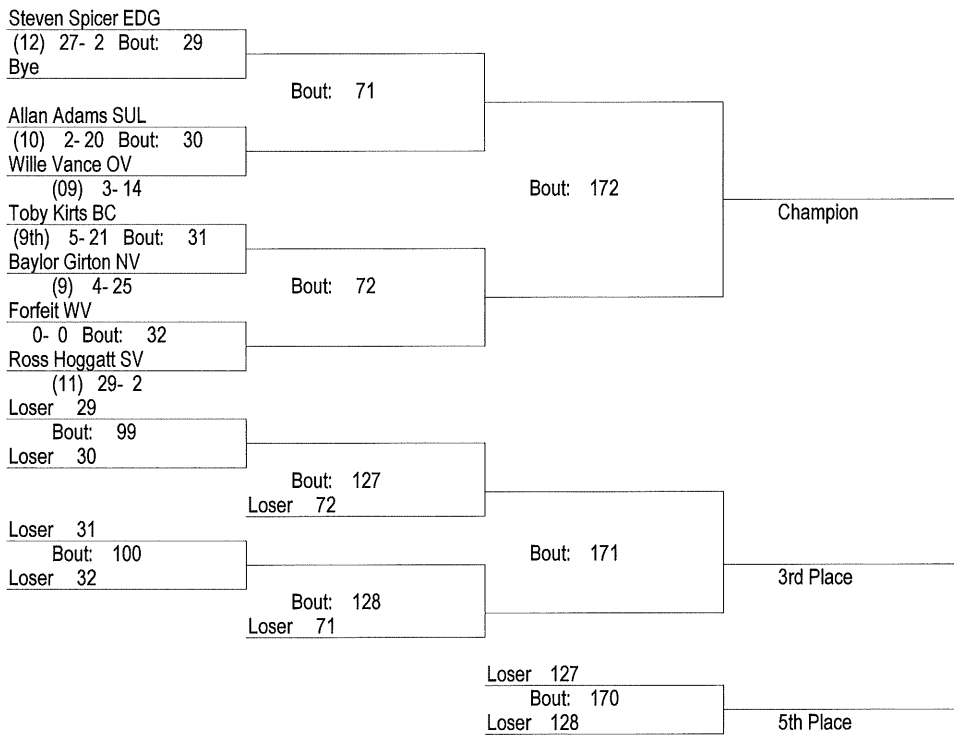 Steven Spicer EDG
(12) 27- 2 Bout: 29
Bye
Bout: 71
Allan Adams SUL
(10) 2- 20 Bout: 30
Wille Vance OV
(09) 3- 14
Bout: 172
Champion
Toby Kirts BC
(9th) 5- 21 Bout: 31
Baylor Girton NV
(9) 4- 25
Bout: 72
Forfeit WV
0- 0 Bout: 32
Ross Hoggatt SV
(11) 29- 2
Loser 29
Bout: 99
Loser 30
Bout: 127
Loser 72
Loser 31
Bout: 100
Loser 32
Bout: 171
3rd Place
Bout: 128
Loser 71
Loser 127
Bout: 170
Loser 128
5th Place